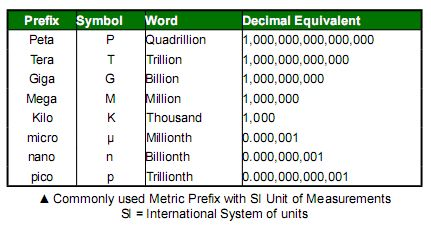 Prefix Symbol Word Decimal Equivalent
Peta P Quadrillion 1,000,000,000,000,000
Tera T Trillion 1,000,000,000,000
Giga G Billion 1,000,000,000
Mega M Million 1,000,000
Kilo K Thousand 1,000
micro µ Millionth 0.000,001
nano n Billionth 0.000,000,001
pico p Trillionth 0.000,000,000,001
▲ Commonly used Metric Prefix with SI Unit of Measurements
SI = International System of units